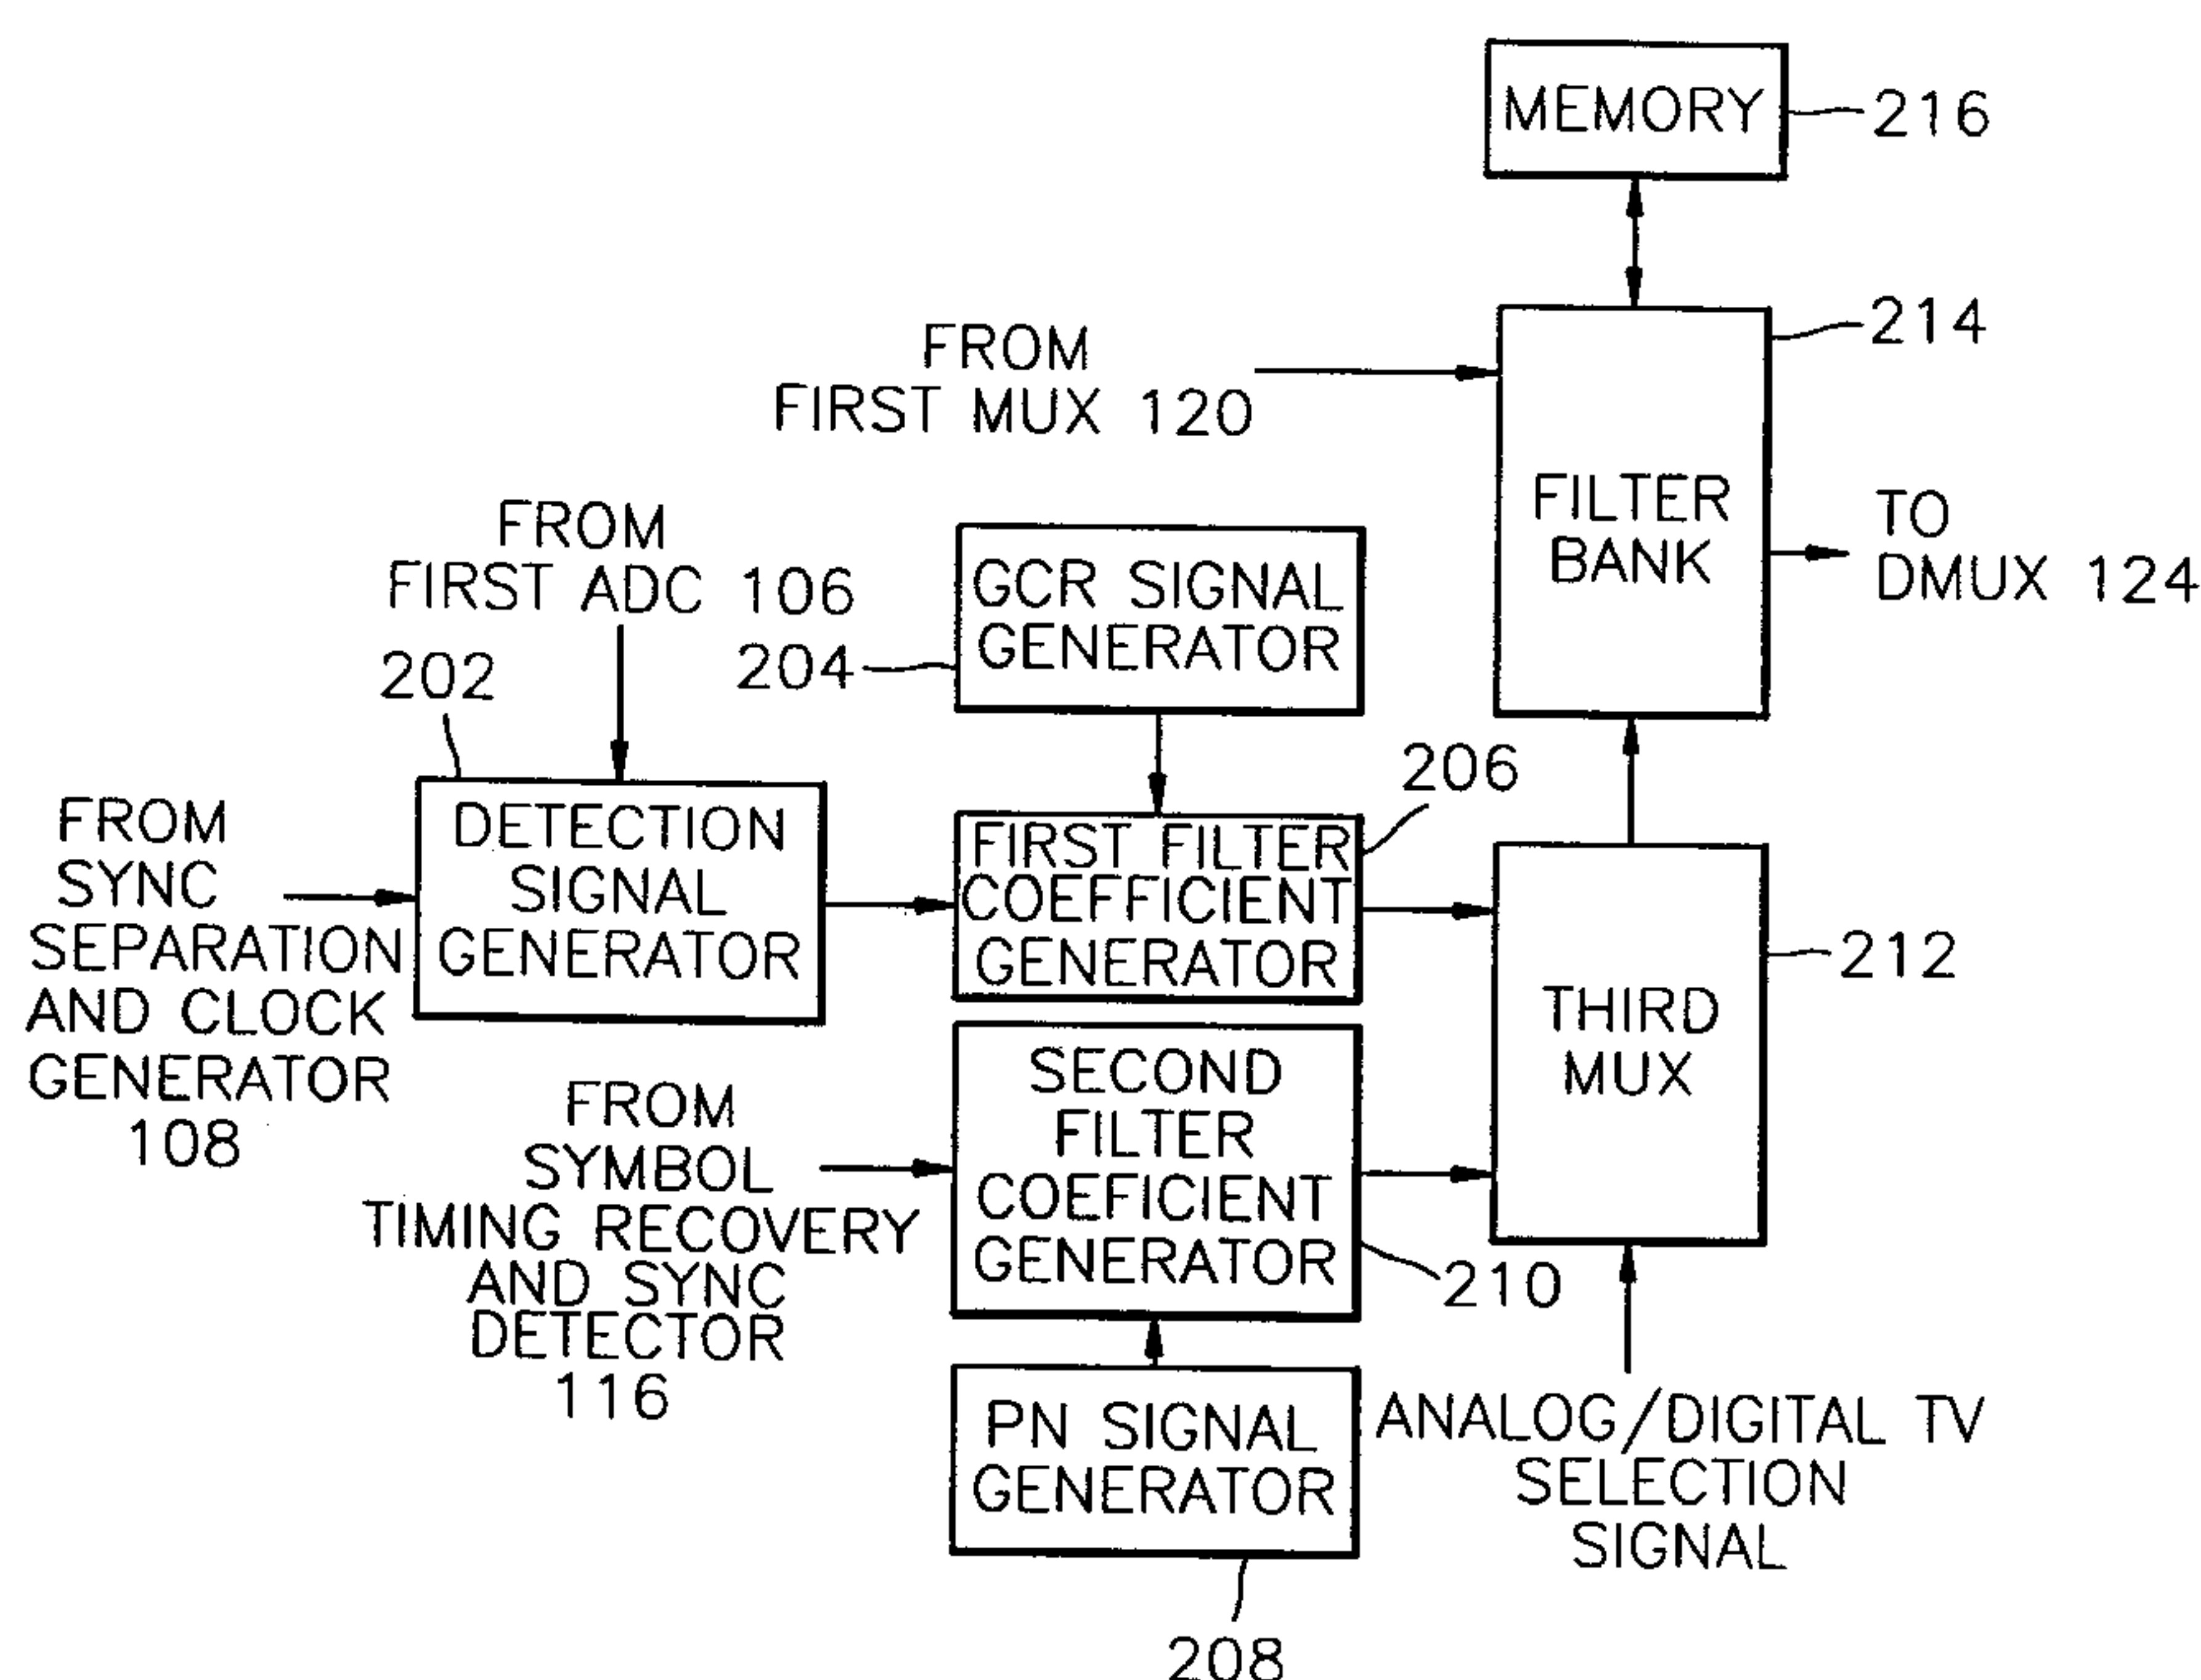 MEMORY
216
214
FROM
FIRST MUX 120
FILTER
BANK
TO
DMUX 124
FROM
FIRST ADC 106
GCR SIGNAL
GENERATOR
202
204
206
FROM
SYNC
SEPARATION
AND CLOCK
GENERATOR
108
DETECTION
SIGNAL
GENERATOR
FIRST FILTER
COEFFICIENT
GENERATOR
212
THIRD
MUX
FROM
SYMBOL
TIMING RECOVERY
AND SYNC
DETECTOR
116
SECOND
FILTER
COEFICIENT
GENERATOR
210
PN SIGNAL
GENERATOR
ANALOG/DIGITAL TV
SELECTION
SIGNAL
208